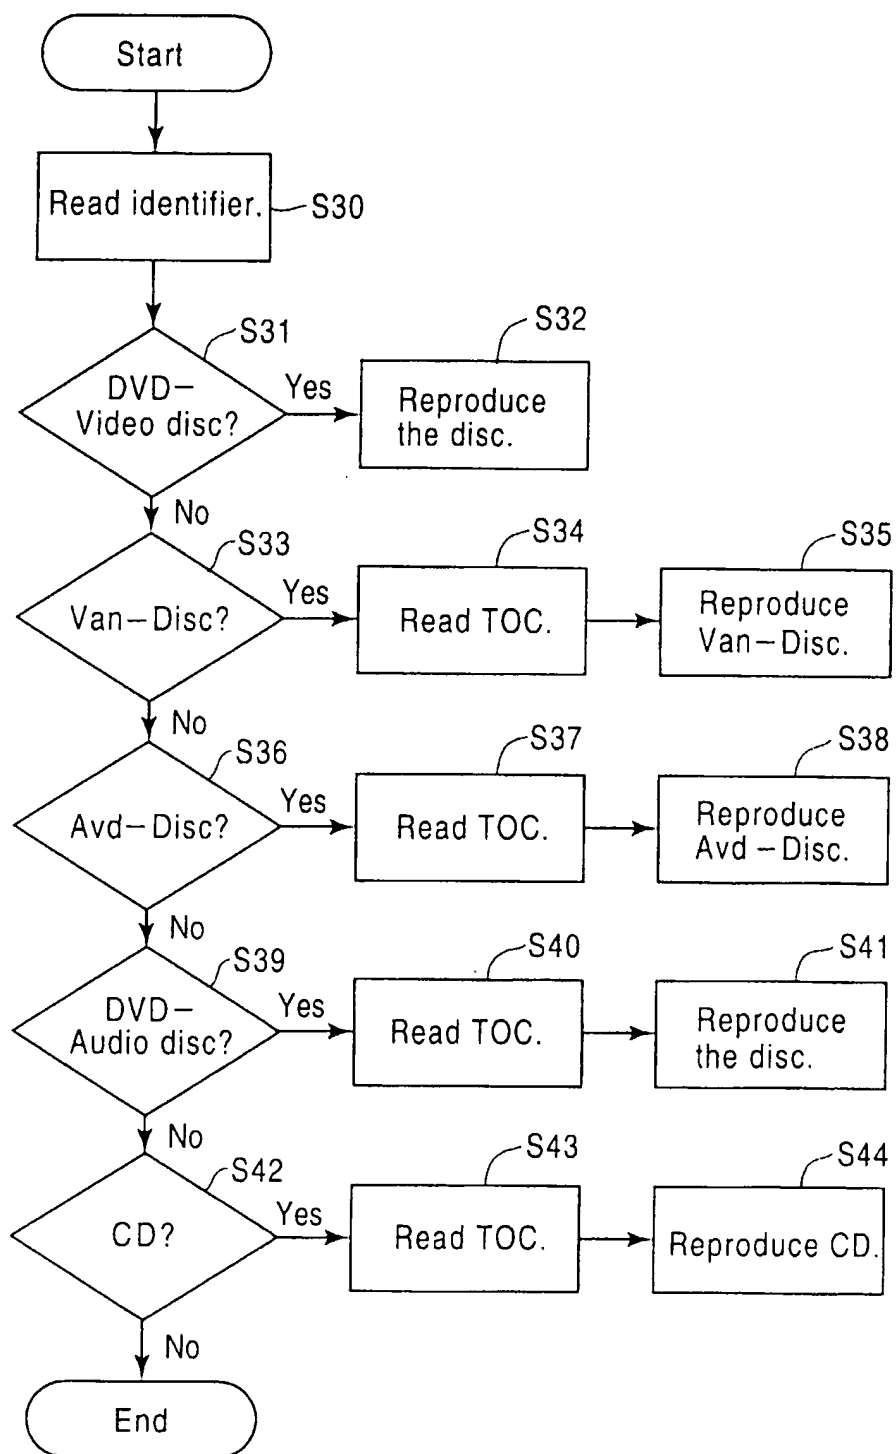 Start
Read identifier.
S30
S31
DVD–
Video disc?
Yes
S32
Reproduce
the disc.
No
S33
Van–Disc?
Yes
S34
Read TOC.
S35
Reproduce
Van–Disc.
No
S36
Avd–Disc?
Yes
S37
Read TOC.
S38
Reproduce
Avd–Disc.
No
S39
DVD–
Audio disc?
Yes
S40
Read TOC.
S41
Reproduce
the disc.
No
S42
CD?
Yes
S43
Read TOC.
S44
Reproduce CD.
No
End